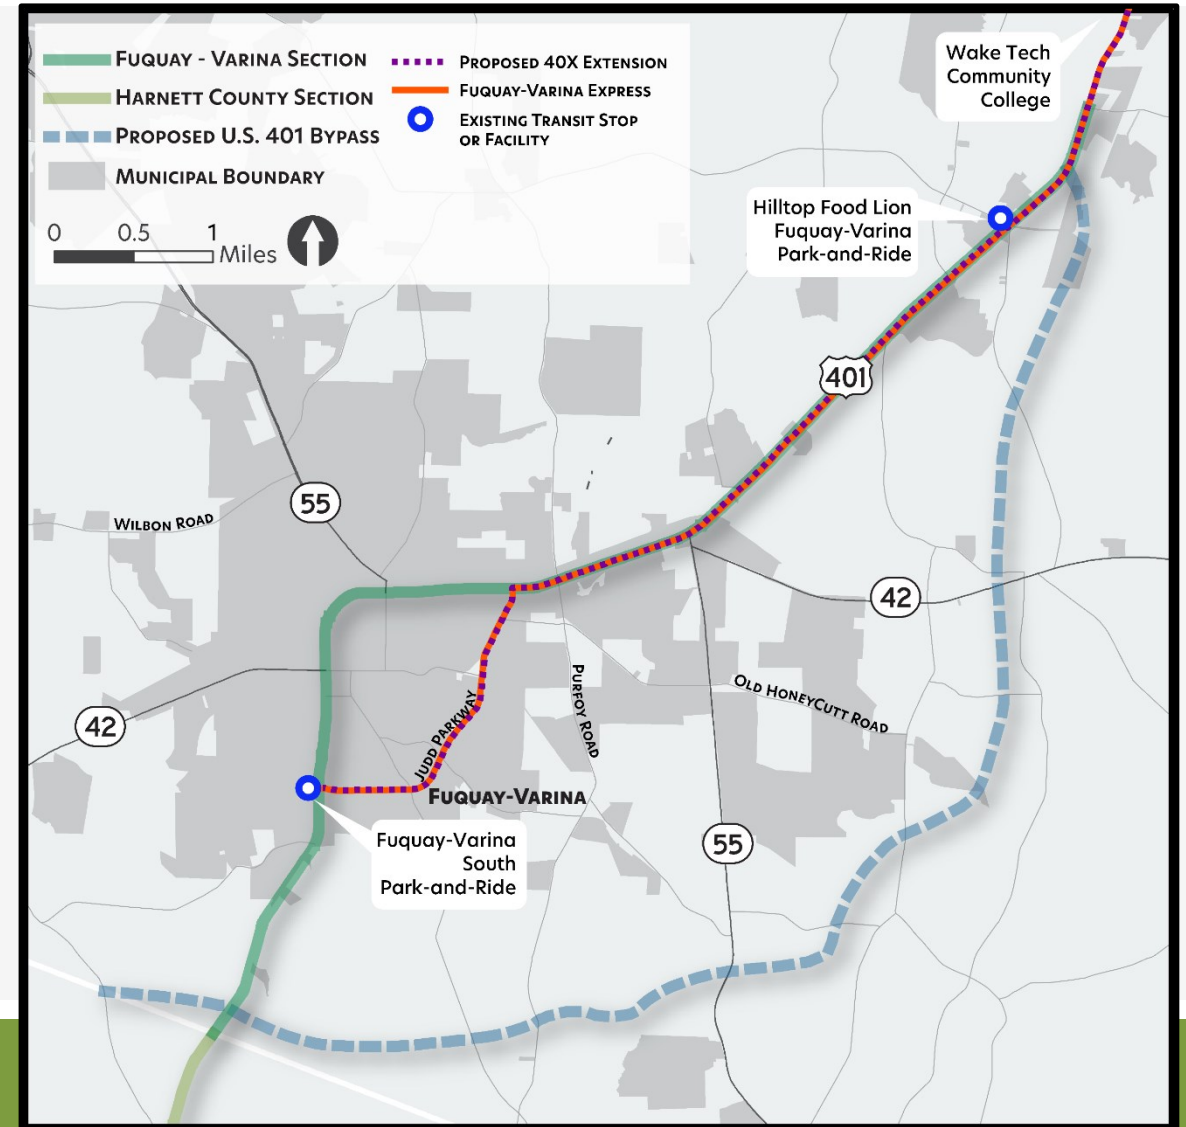 FUQUAY - VARINA SECTION
HARNETT COUNTY SECTION
PROPOSED U.S. 401 BYPASS
MUNICIPAL BOUNDARY
PROPOSED 40X EXTENSION
FUQUAY-VARINA EXPRESS
EXISTING TRANSIT STOP
OR FACILITY
0 0.5 1
Miles
Wake Tech
Community
College
Hilltop Food Lion
Fuquay-Varina
Park-and-Ride
401
55
WILBON ROAD
42
PURFOY ROAD
OLD HONEYCUTT ROAD
42
JUDD PARKWAY
FUQUAY-VARINA
Fuquay-Varina
South
Park-and-Ride
55